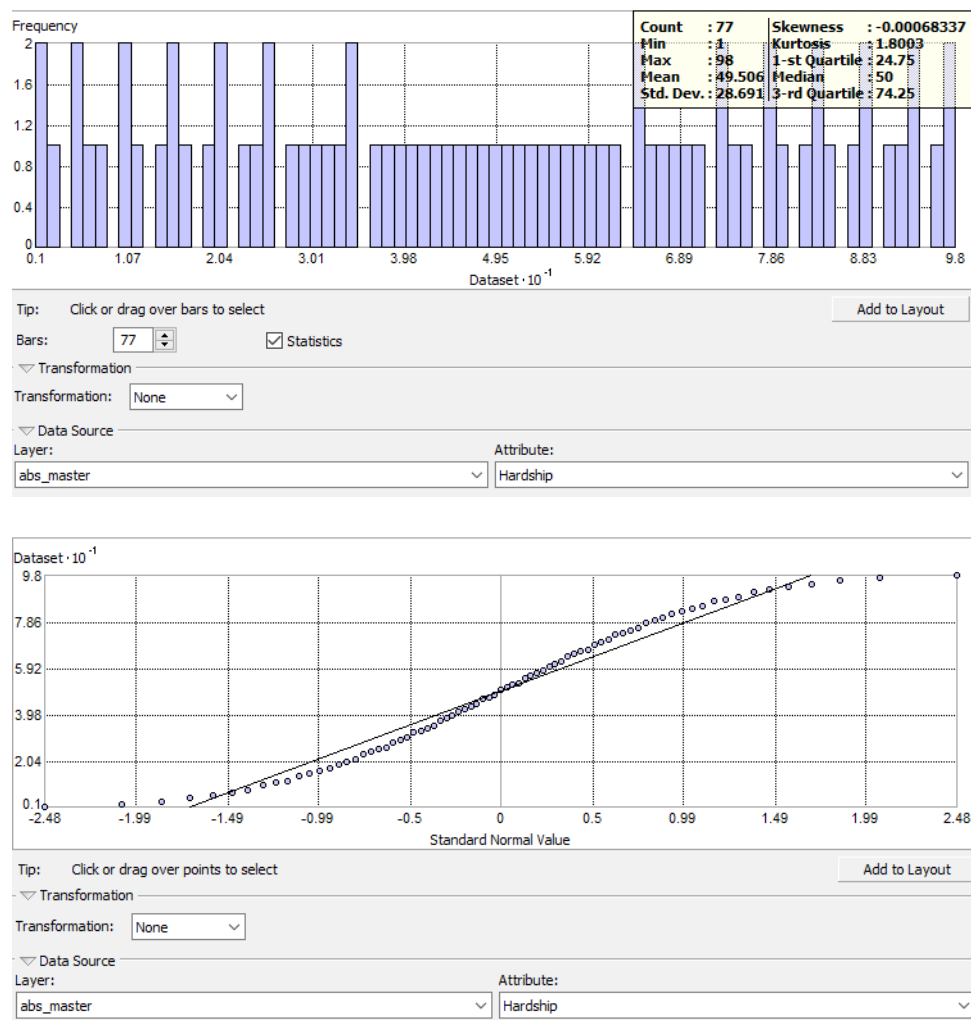 Frequency
Count : 77 Skewness : -0.00068337
Min : 1 Kurtosis : 1.8003
Max : 98 1-st Quartile : 24.75
Mean : 49.506 Median : 50
Std. Dev. : 28.691 3-rd Quartile : 74.25
2
1.6
1.2
0.8
0.4
0
0.1 1.07 2.04 3.01 3.98 4.95 5.92 6.89 7.86 8.83 9.8
Dataset · 10⁻¹
Tip: Click or drag over bars to select Add to Layout
Bars: 77 Statistics
Transformation
Transformation: None
Data Source
Layer: Attribute:
abs_master Hardship
Dataset · 10⁻¹
9.8
7.86
5.92
3.98
2.04
0.1
-2.48 -1.99 -1.49 -0.99 -0.5 0 0.5 0.99 1.49 1.99 2.48
Standard Normal Value
Tip: Click or drag over points to select Add to Layout
Transformation
Transformation: None
Data Source
Layer: Attribute:
abs_master Hardship